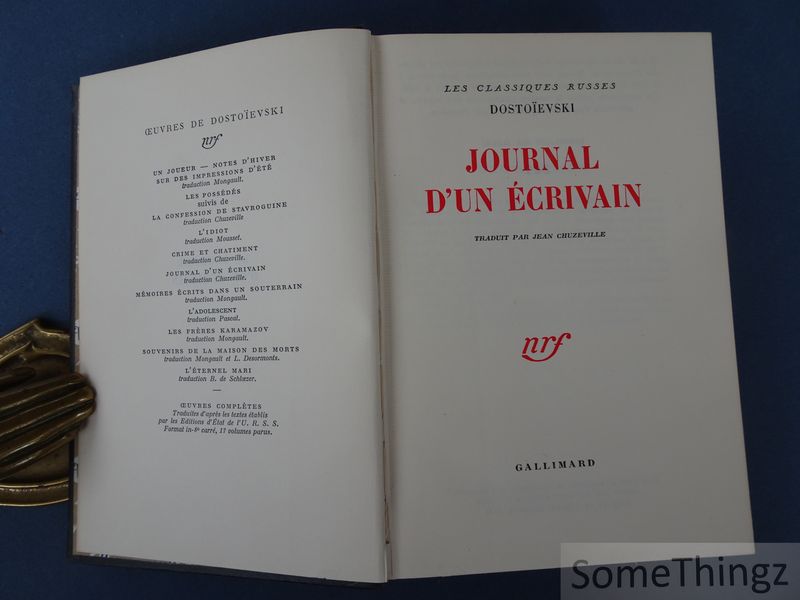 ŒUVRES DE DOSTOÏEVSKI
nrf
UN JOUEUR — NOTES D'HIVER
SUR DES IMPRESSIONS D'ÉTÉ
traduction Mongault.
LES POSSÉDÉS
suivis de
LA CONFESSION DE STAVROGUINE
traduction Chuzeville
L'IDIOT
traduction Mousset.
CRIME ET CHATIMENT
traduction Chuzeville.
JOURNAL D'UN ÉCRIVAIN
traduction Chuzeville.
MÉMOIRES ÉCRITS DANS UN SOUTERRAIN
traduction Mongault.
L'ADOLESCENT
traduction Pascal.
LES FRÈRES KARAMAZOV
traduction Mongault.
SOUVENIRS DE LA MAISON DES MORTS
traduction Mongault et L. Desormonts.
L'ÉTERNEL MARI
traduction B. de Schlœzer.
—
ŒUVRES COMPLÈTES
Traduites d'après les textes établis
par les Editions d'État de l'U. R. S. S.
Format in-8° carré, 17 volumes parus.
LES CLASSIQUES RUSSES
DOSTOÏEVSKI
JOURNAL
D'UN ÉCRIVAIN
TRADUIT PAR JEAN CHUZEVILLE
nrf
GALLIMARD
SomeThingz